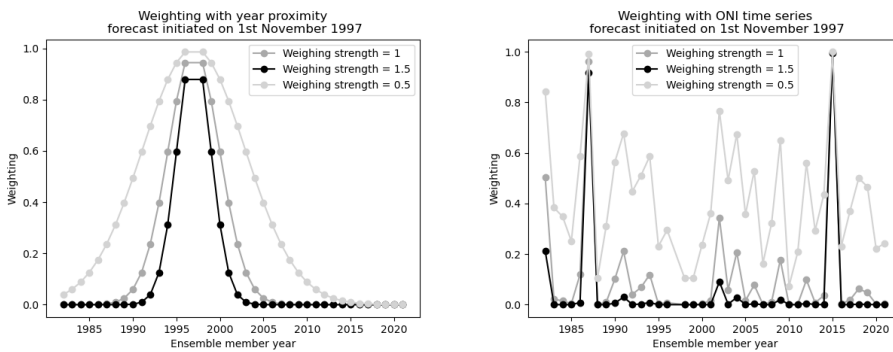 Weighting with year proximity
forecast initiated on 1st November 1997
1.0
0.8
0.6
0.4
0.2
0.0
Weighting
Weighing strength = 1
Weighing strength = 1.5
Weighing strength = 0.5
1985 1990 1995 2000 2005 2010 2015 2020
Ensemble member year
Weighting with ONI time series
forecast initiated on 1st November 1997
1.0
0.8
0.6
0.4
0.2
0.0
Weighting
Weighing strength = 1
Weighing strength = 1.5
Weighing strength = 0.5
1985 1990 1995 2000 2005 2010 2015 2020
Ensemble member year